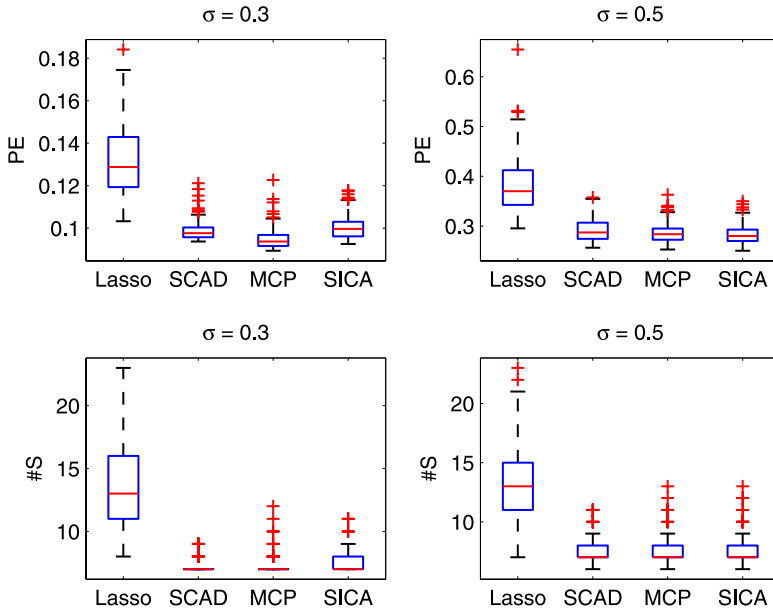 σ = 0.3
0.18
0.16
0.14
0.12
0.1
PE
Lasso SCAD MCP SICA
σ = 0.5
0.6
0.5
0.4
0.3
PE
Lasso SCAD MCP SICA
σ = 0.3
20
15
10
#S
Lasso SCAD MCP SICA
σ = 0.5
20
15
10
#S
Lasso SCAD MCP SICA